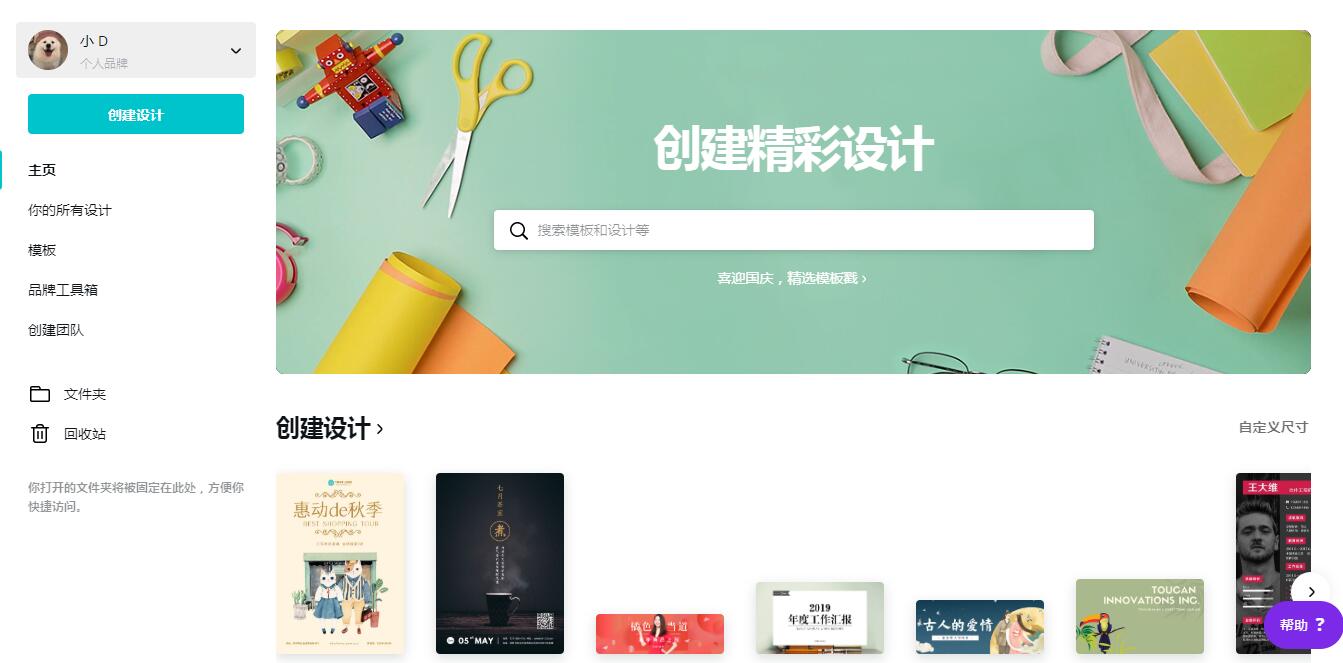 小 D
个人品牌
创建设计
主页
你的所有设计
模板
品牌工具箱
创建团队
文件夹
回收站
你打开的文件夹将被固定在此处，方便你
快捷访问。
创建精彩设计
搜索模板和设计等
喜迎国庆，精选模板戳 ›
创建设计 ›
自定义尺寸
惠动de秋季
BEST SHOPPING TOUR
七月茶室
煮
05 MAY
橘色 当道
2019
年度工作汇报
古人的爱情
TOUCAN
INNOVATIONS INC.
王大维
帮助 ?